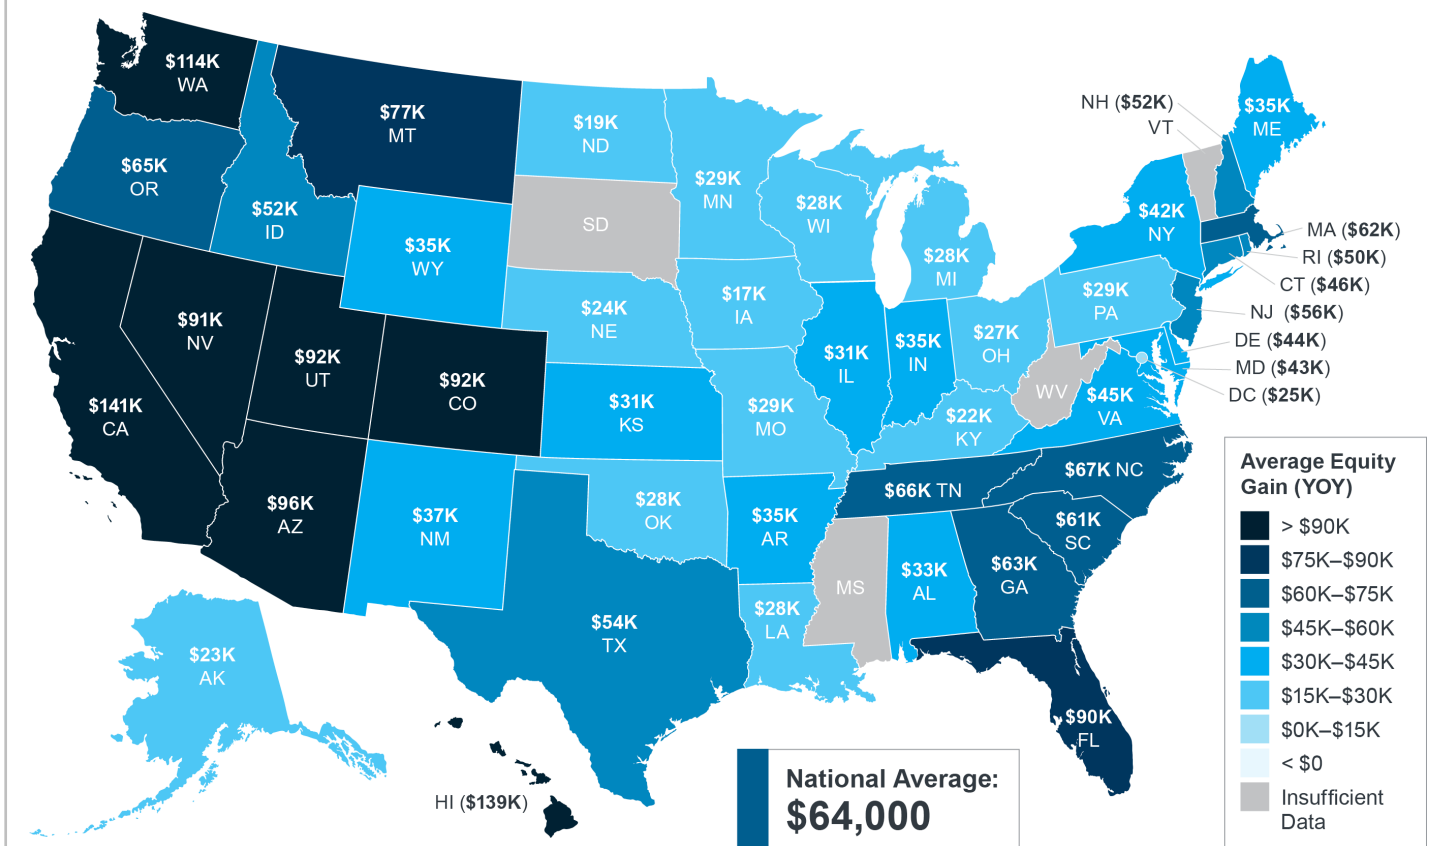 $114K
WA
$77K
MT
$19K
ND
$29K
MN
NH ($52K)
VT
$35K
ME
$65K
OR
$52K
ID
$35K
WY
SD
$28K
WI
$28K
MI
$42K
NY
MA ($62K)
RI ($50K)
CT ($46K)
NJ ($56K)
DE ($44K)
MD ($43K)
DC ($25K)
$91K
NV
$92K
UT
$92K
CO
$24K
NE
$17K
IA
$31K
IL
$35K
IN
$27K
OH
$29K
PA
WV
$45K
VA
$141K
CA
$31K
KS
$29K
MO
$22K
KY
$67K NC
$66K TN
$96K
AZ
$37K
NM
$28K
OK
$35K
AR
$61K
SC
MS
$33K
AL
$63K
GA
$54K
TX
$28K
LA
$90K
FL
$23K
AK
HI ($139K)
National Average:
$64,000
Average Equity
Gain (YOY)
> $90K
$75K–$90K
$60K–$75K
$45K–$60K
$30K–$45K
$15K–$30K
$0K–$15K
< $0
Insufficient
Data